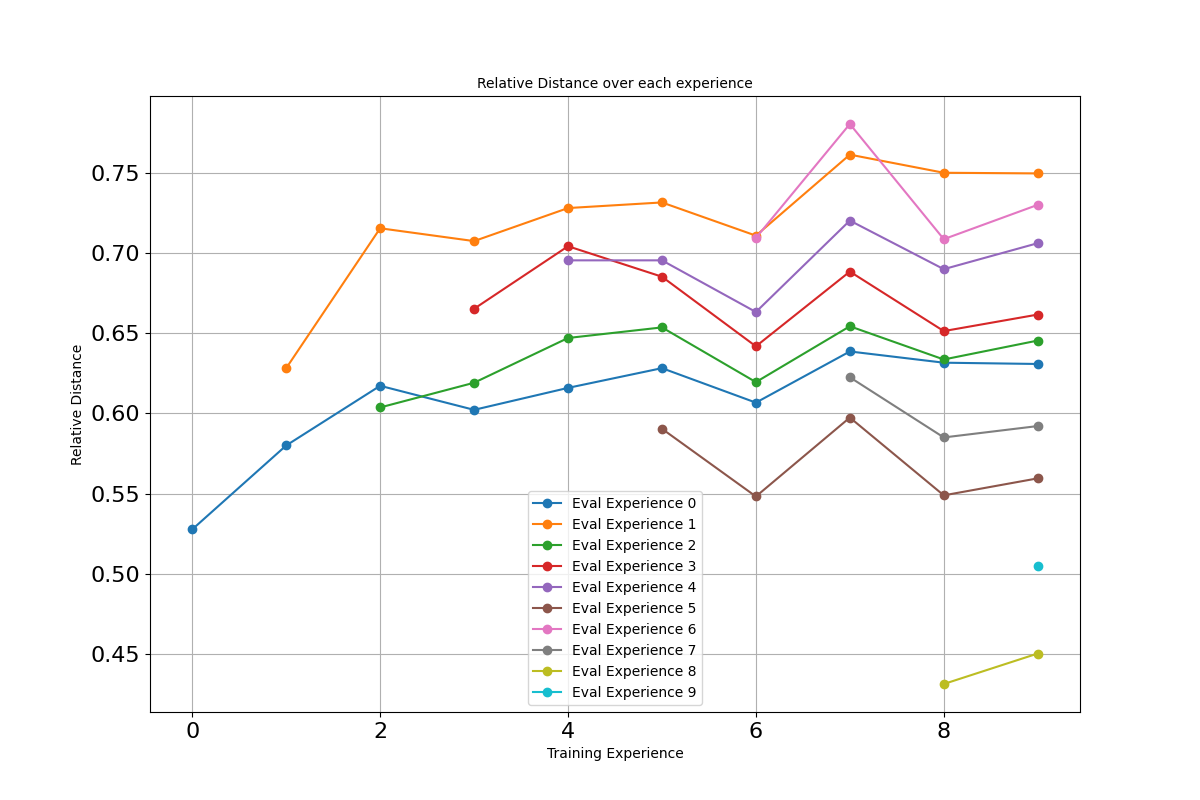 Relative Distance over each experience
0.75
0.70
0.65
0.60
0.55
0.50
0.45
Relative Distance
Eval Experience 0
Eval Experience 1
Eval Experience 2
Eval Experience 3
Eval Experience 4
Eval Experience 5
Eval Experience 6
Eval Experience 7
Eval Experience 8
Eval Experience 9
0 2 4 6 8
Training Experience